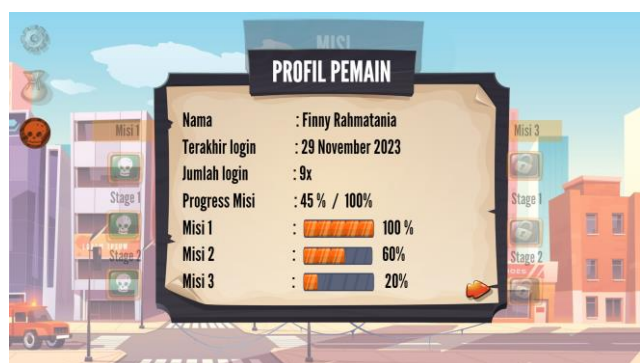 MISI
PROFIL PEMAIN
Nama : Finny Rahmatania
Terakhir login : 29 November 2023
Jumlah login : 9x
Progress Misi : 45 % / 100%
Misi 1 : 100 %
Misi 2 : 60%
Misi 3 : 20%
Misi 1
Stage 1
Stage 2
Misi 3
Stage 1
Stage 2